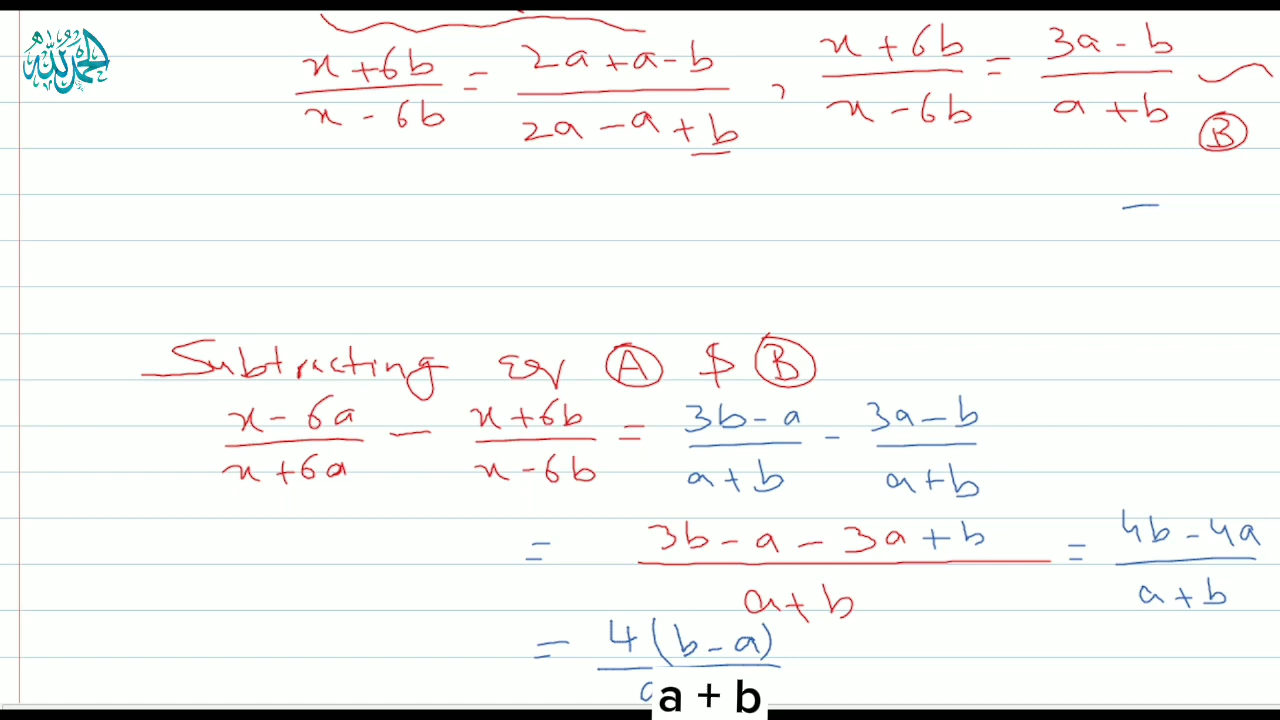 الحمد لله
(x + 6b)/(x - 6b) = (2a + a - b)/(2a - a + b) , (x + 6b)/(x - 6b) = (3a - b)/(a + b) ~ Ⓑ
Subtracting eq Ⓐ $ Ⓑ
(x - 6a)/(x + 6a) - (x + 6b)/(x - 6b) = (3b - a)/(a + b) - (3a - b)/(a + b)
= (3b - a - 3a + b)/(a + b) = (4b - 4a)/(a + b)
= 4(b - a)/
a + b